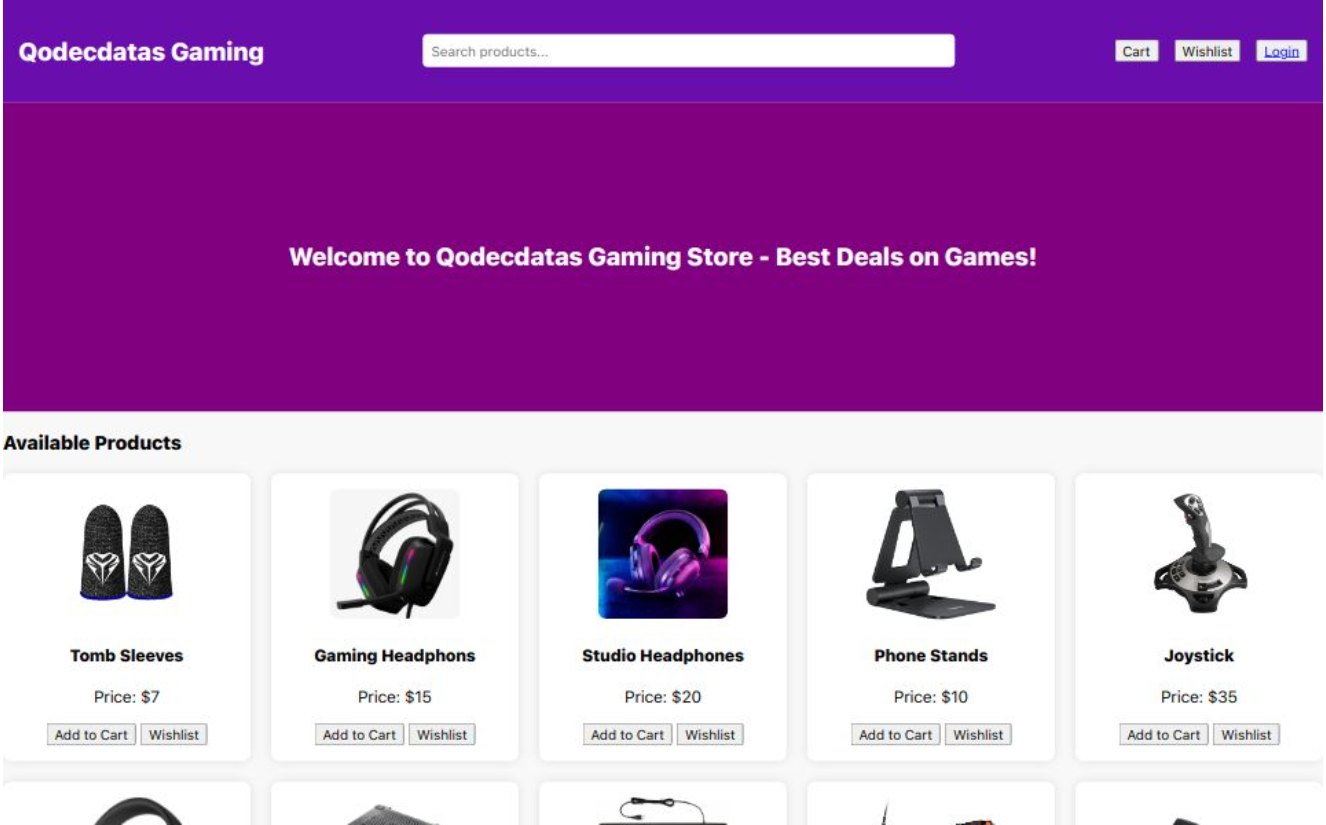 Qodecdatas Gaming
Search products...
Cart
Wishlist
Login
Welcome to Qodecdatas Gaming Store - Best Deals on Games!
Available Products
Tomb Sleeves
Price: $7
Add to Cart
Wishlist
Gaming Headphons
Price: $15
Add to Cart
Wishlist
Studio Headphones
Price: $20
Add to Cart
Wishlist
Phone Stands
Price: $10
Add to Cart
Wishlist
Joystick
Price: $35
Add to Cart
Wishlist